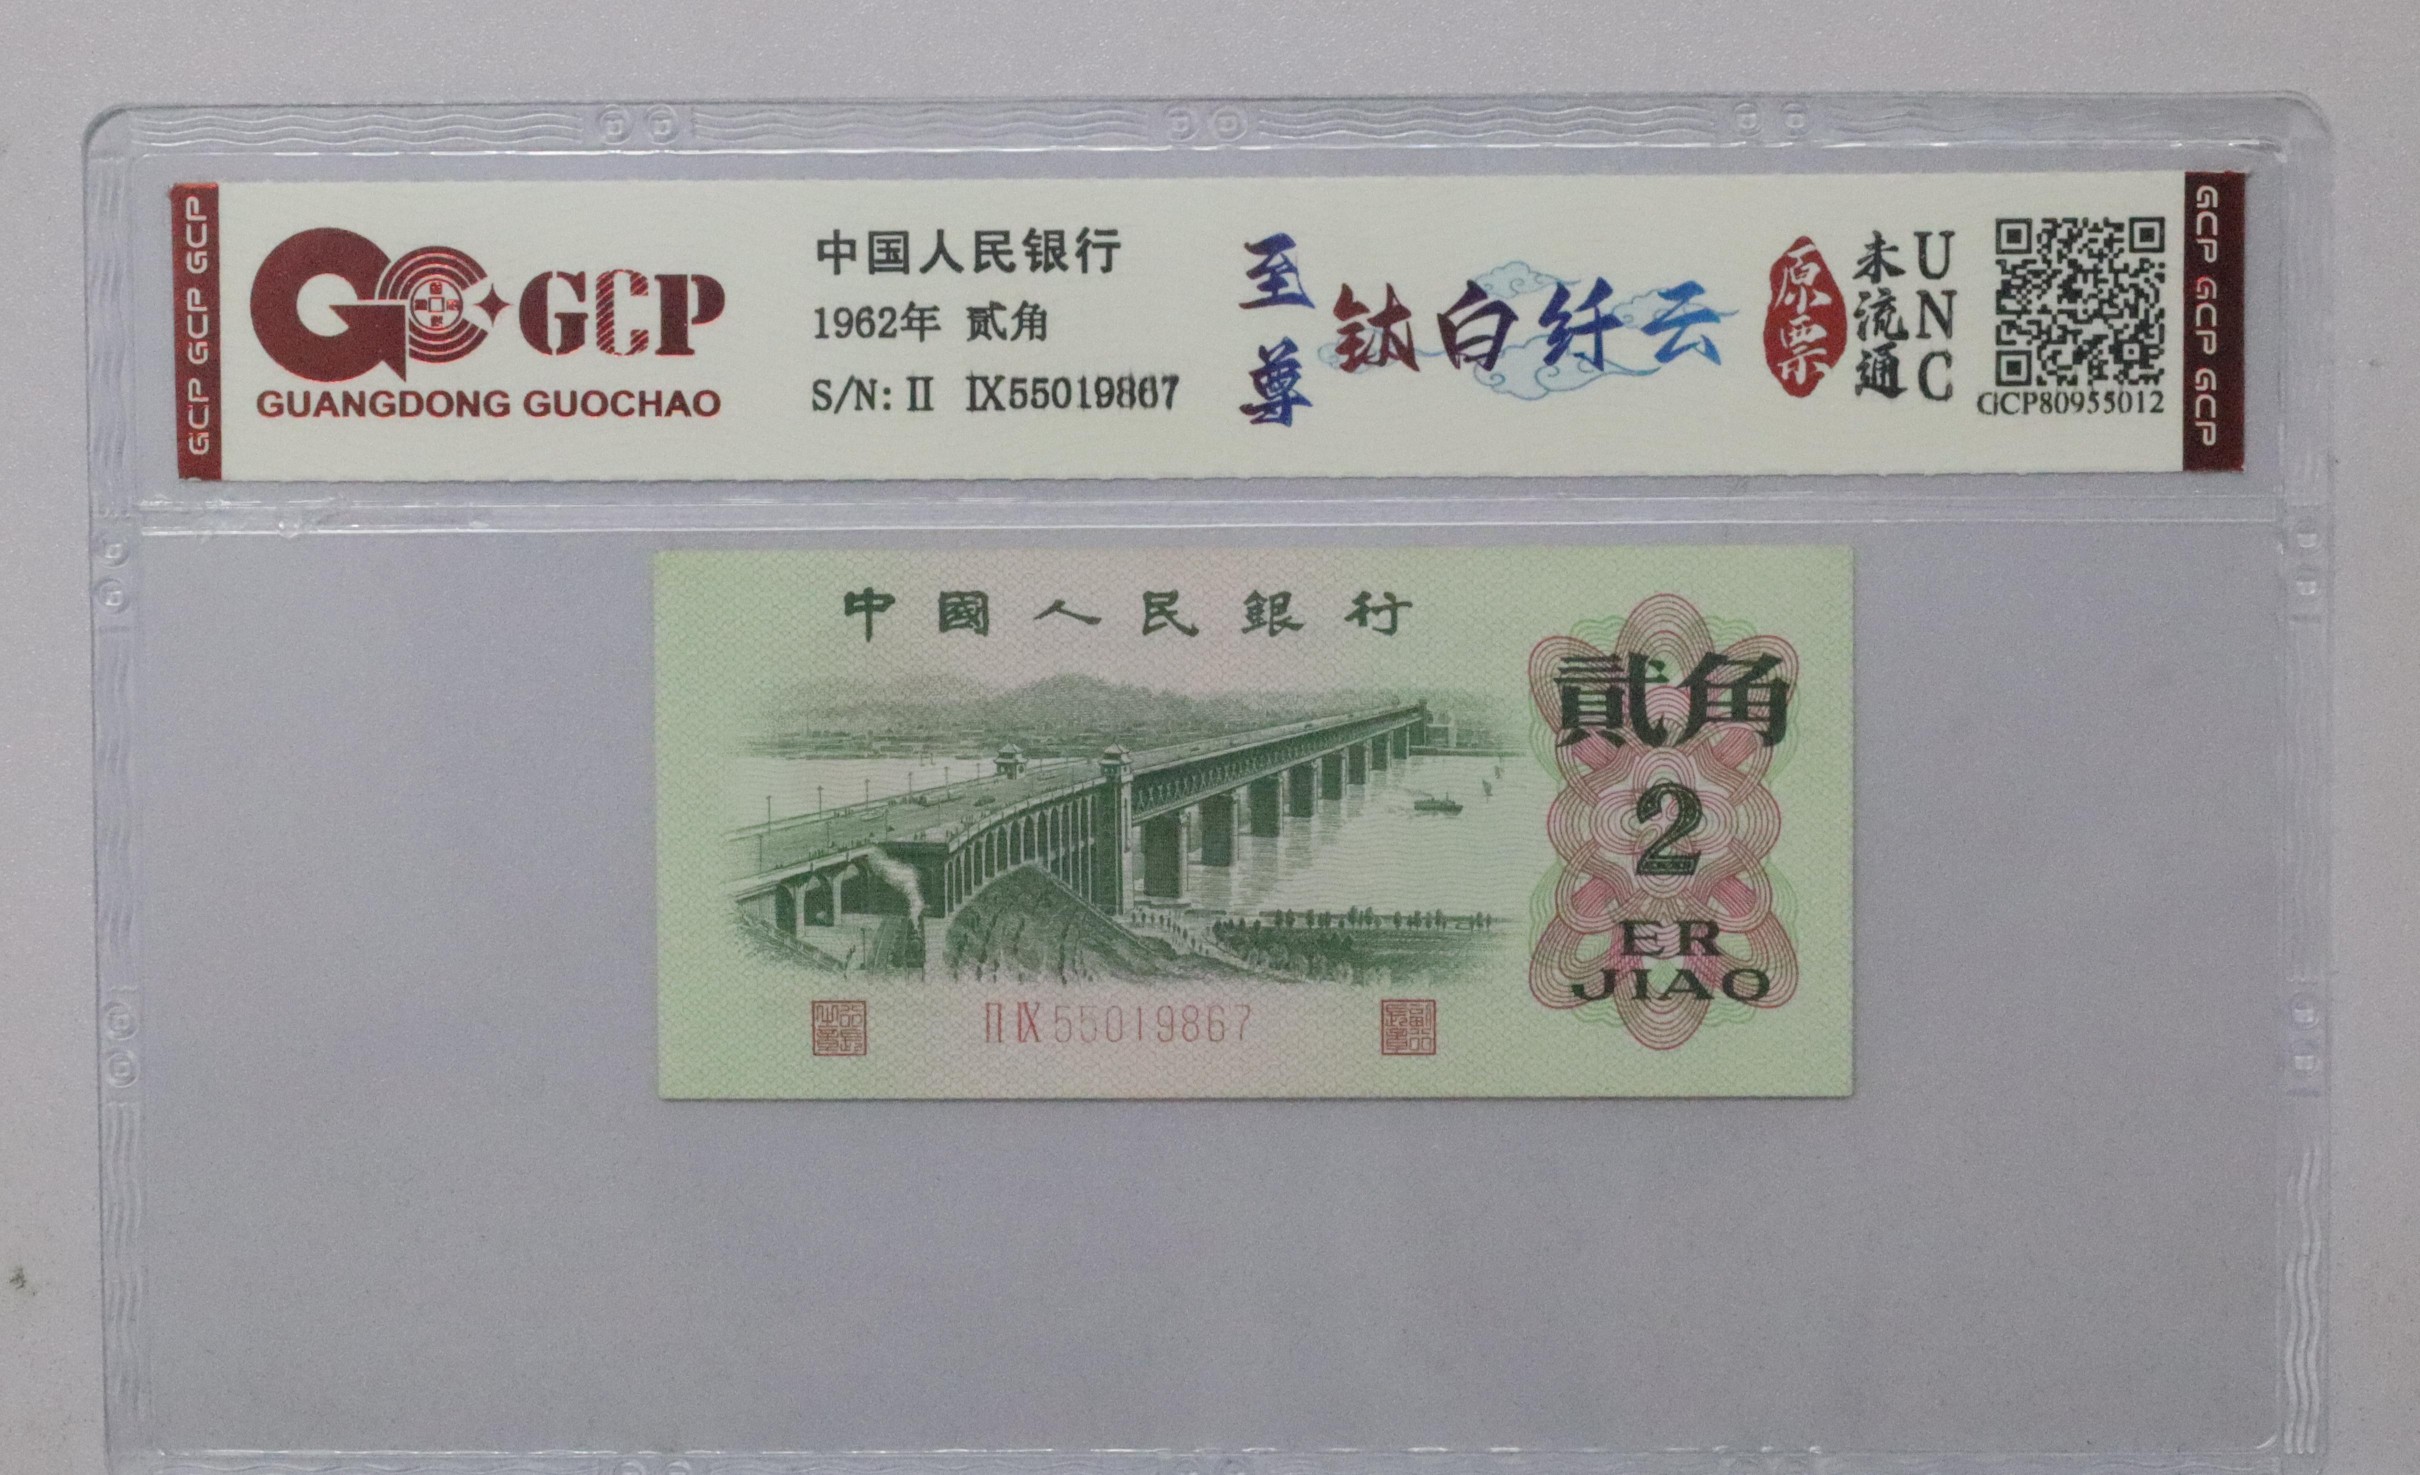 GCP GCP GCP
GCP
GUANGDONG GUOCHAO
中国人民银行
1962年 贰角
S/N: II IX55019867
至尊
钛白纤云
原票
未流通
UNC
GCP80955012
GCP GCP GCP
中國人民銀行
貳角
2
ER
JIAO
II IX 55019867